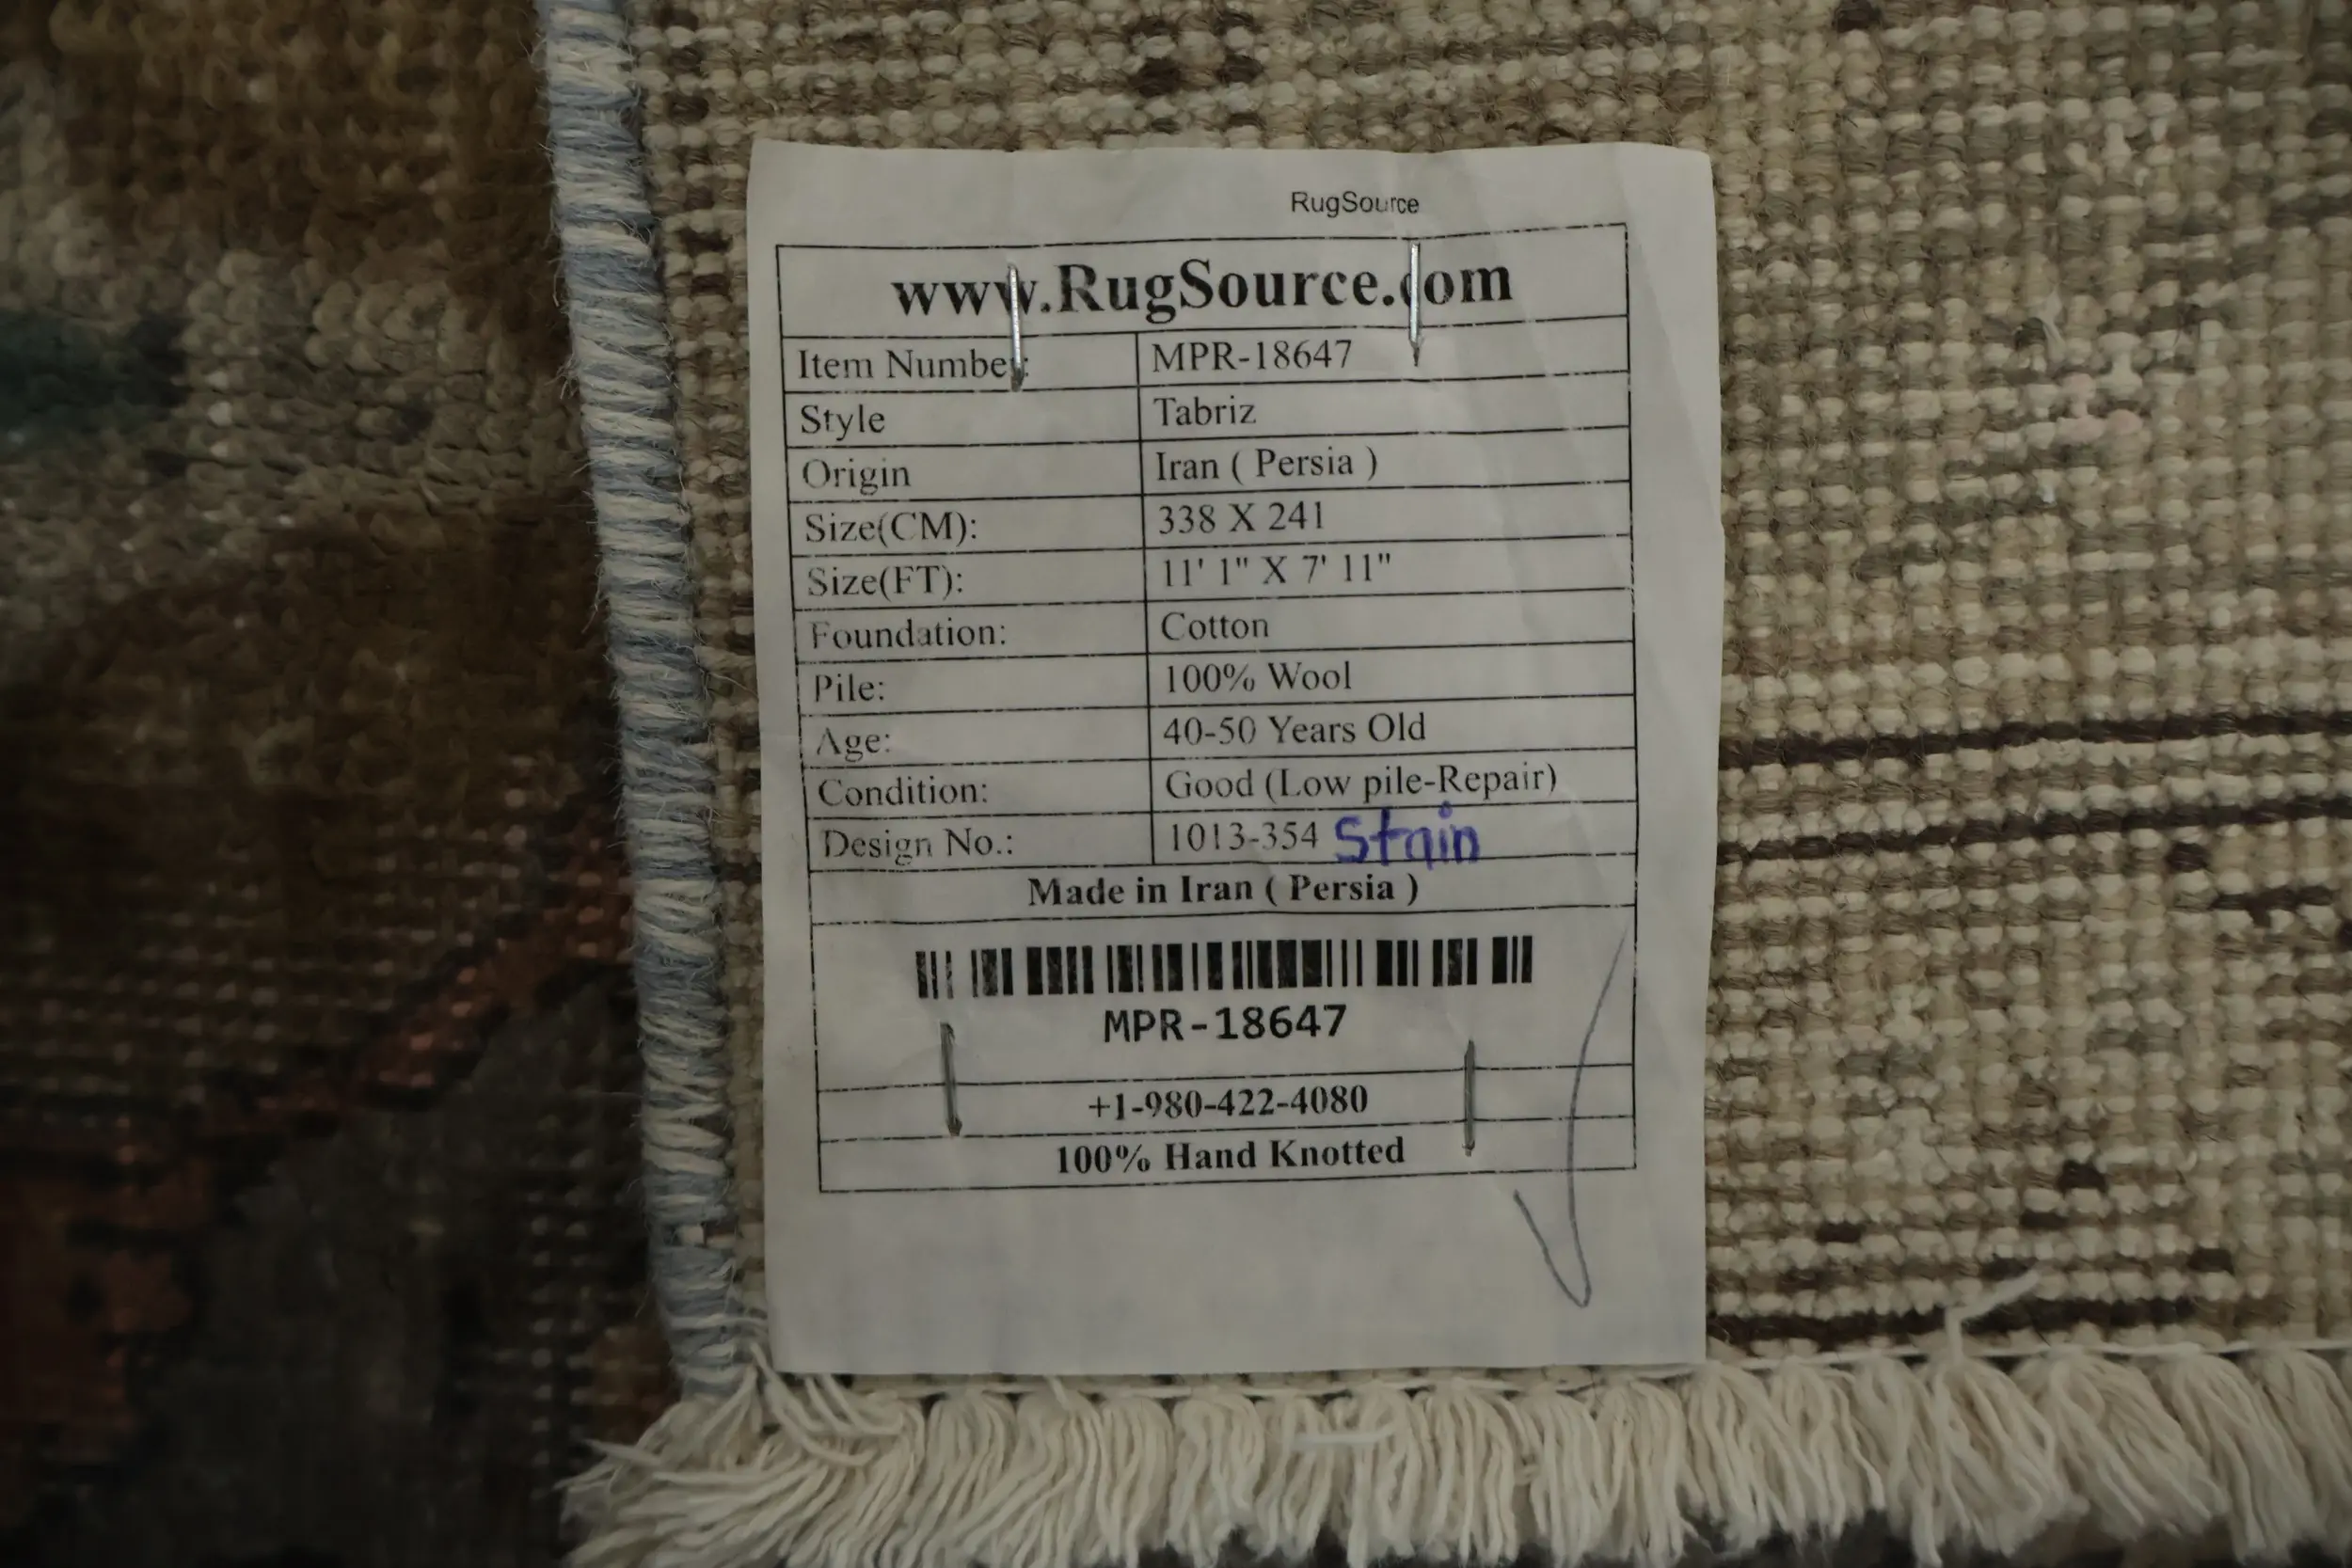 RugSource
www.RugSource.com
Item Number: MPR-18647
Style Tabriz
Origin Iran ( Persia )
Size(CM): 338 X 241
Size(FT): 11' 1" X 7' 11"
Foundation: Cotton
Pile: 100% Wool
Age: 40-50 Years Old
Condition: Good (Low pile-Repair)
Design No.: 1013-354 Stain
Made in Iran ( Persia )
MPR-18647
+1-980-422-4080
100% Hand Knotted